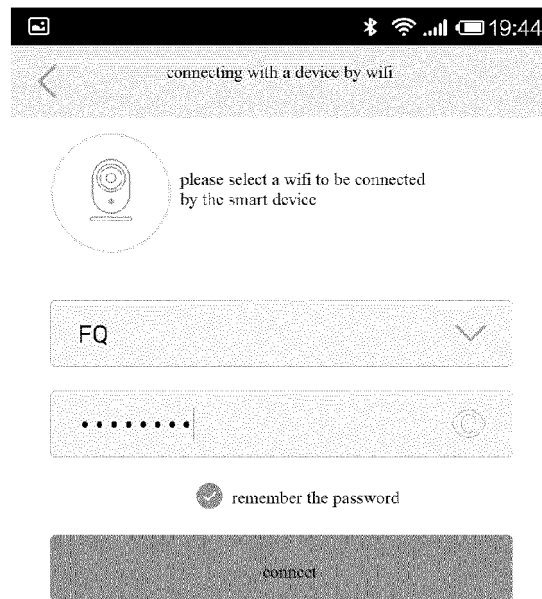 19:44
connecting with a device by wifi
please select a wifi to be connected
by the smart device
FQ
••••••••
remember the password
connect